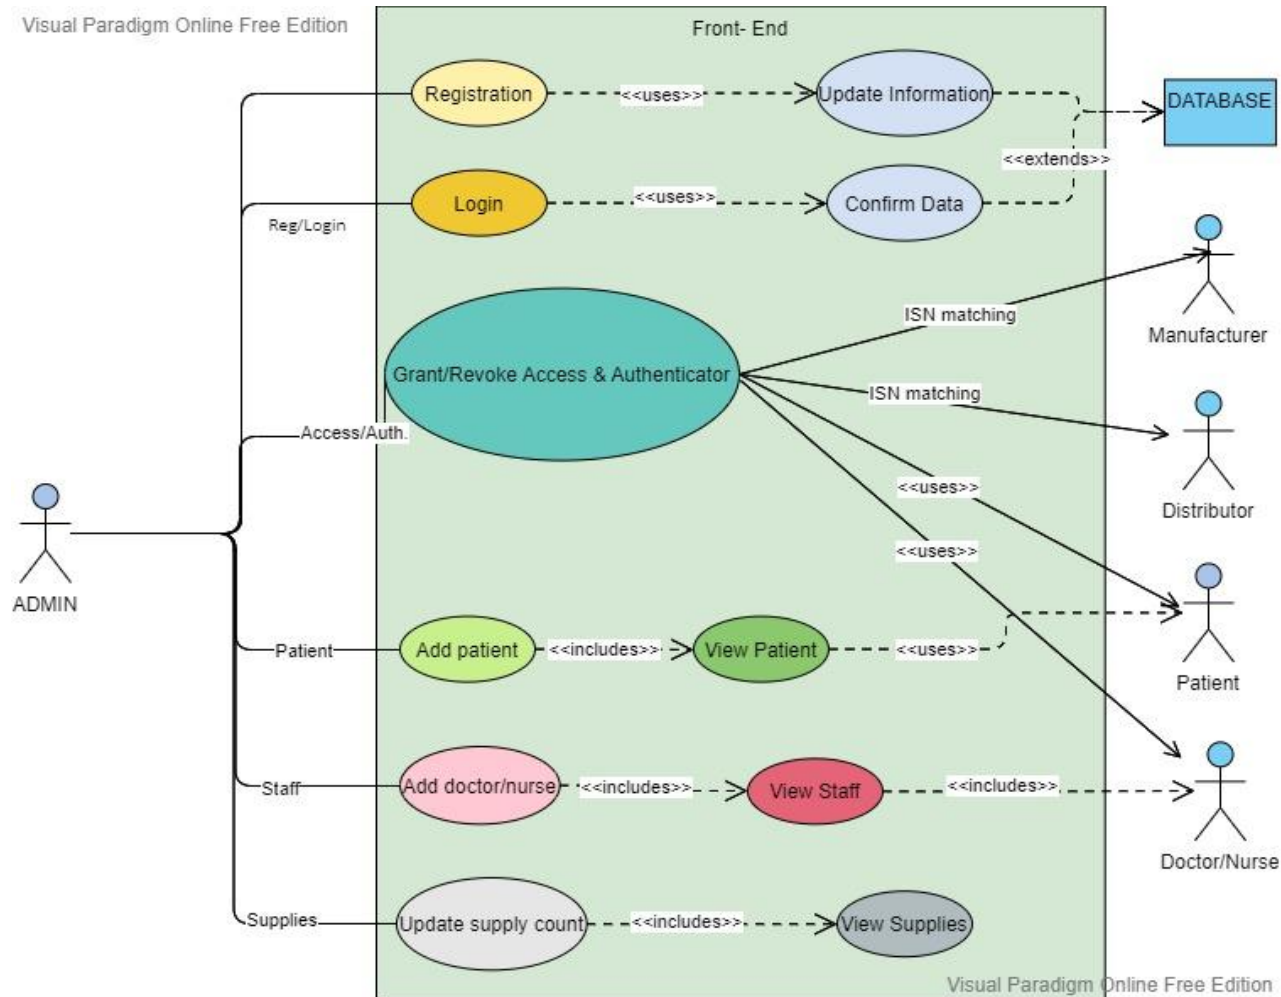 Visual Paradigm Online Free Edition
Front- End
Registration
<<uses>>
Update Information
DATABASE
<<extends>>
Login
<<uses>>
Confirm Data
Reg/Login
ISN matching
Manufacturer
Grant/Revoke Access & Authenticator
ISN matching
Access/Auth.
<<uses>>
Distributor
<<uses>>
ADMIN
Patient
Add patient
<<includes>>
View Patient
<<uses>>
Patient
Staff
Add doctor/nurse
<<includes>>
View Staff
<<includes>>
Doctor/Nurse
Supplies
Update supply count
<<includes>>
View Supplies
Visual Paradigm Online Free Edition